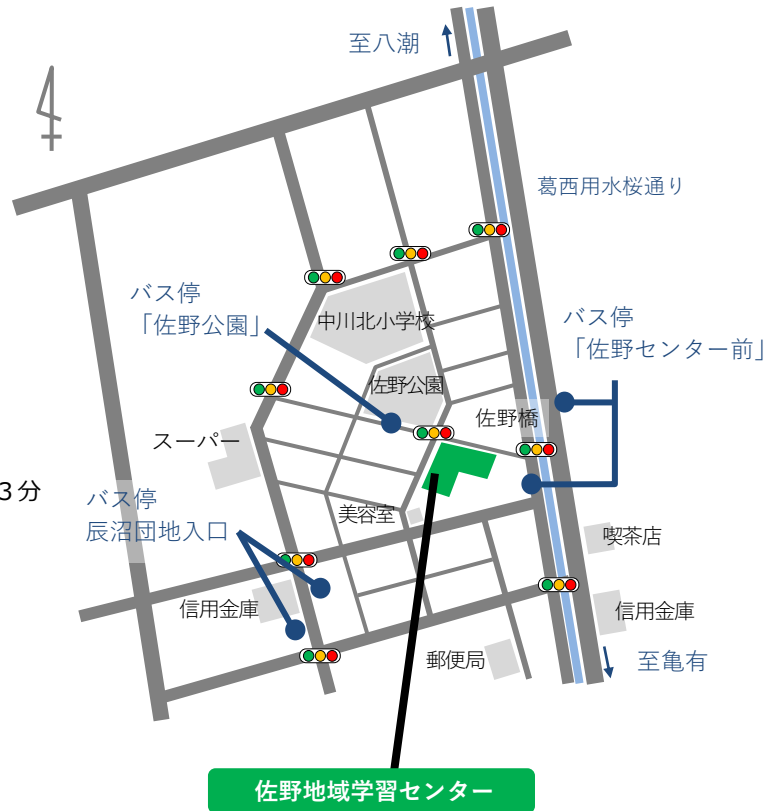 至八潮
葛西用水桜通り
バス停
「佐野公園」
中川北小学校
バス停
「佐野センター前」
佐野公園
佐野橋
スーパー
3分
バス停
辰沼団地入口
美容室
喫茶店
信用金庫
信用金庫
郵便局
至亀有
佐野地域学習センター